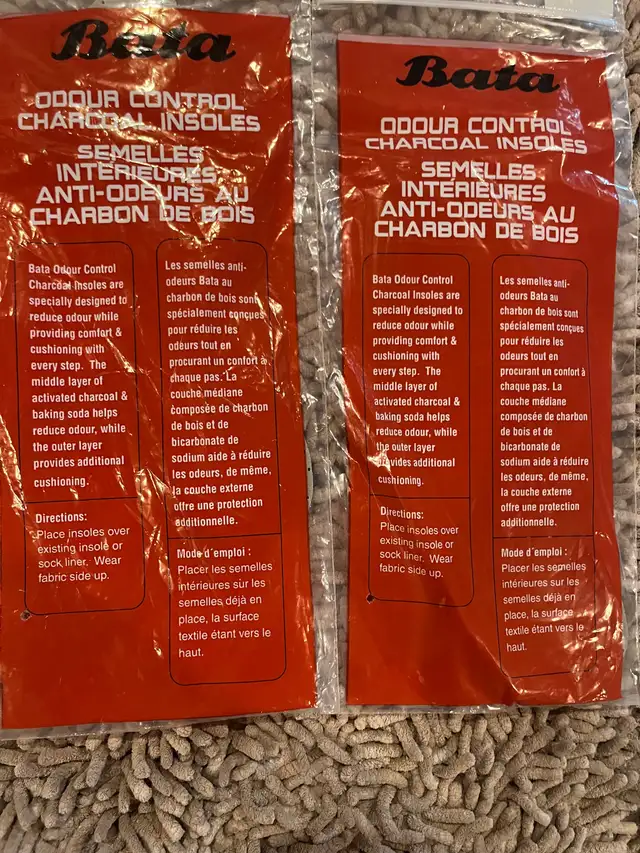 Bata
ODOUR CONTROL
CHARCOAL INSOLES
SEMELLES
INTERIEURES
ANTI-ODEURS AU
CHARBON DE BOIS
Bata Odour Control
Charcoal Insoles are
specially designed to
reduce odour while
providing comfort &
cushioning with
every step. The
middle layer of
activated charcoal &
baking soda helps
reduce odour, while
the outer layer
provides additional
cushioning.
Directions:
Place insoles over
existing insole or
sock liner. Wear
fabric side up.
Les semelles anti-
odeurs Bata au
charbon de bois sont
spécialement conçues
pour réduire les
odeurs tout en
procurant un confort à
chaque pas. La
couche médiane
composée de charbon
de bois et de
bicarbonate de
sodium aide à réduire
les odeurs, de même,
la couche externe
offre une protection
additionnelle.
Mode d'emploi :
Placer les semelles
intérieures sur les
semelles déjà en
place, la surface
textile étant vers le
haut.
Bata
ODOUR CONTROL
CHARCOAL INSOLES
SEMELLES
INTERIEURES
ANTI-ODEURS AU
CHARBON DE BOIS
Bata Odour Control
Charcoal Insoles are
specially designed to
reduce odour while
providing comfort &
cushioning with
every step. The
middle layer of
activated charcoal &
baking soda helps
reduce odour, while
the outer layer
provides additional
cushioning.
Directions:
Place insoles over
existing insole or
sock liner. Wear
fabric side up.
Les semelles anti-
odeurs Bata au
charbon de bois sont
spécialement conçues
pour réduire les
odeurs tout en
procurant un confort à
chaque pas. La
couche médiane
composée de charbon
de bois et de
bicarbonate de
sodium aide à réduire
les odeurs, de même,
la couche externe
offre une protection
additionnelle.
Mode d'emploi :
Placer les semelles
intérieures sur les
semelles déjà en
place, la surface
textile étant vers le
haut.